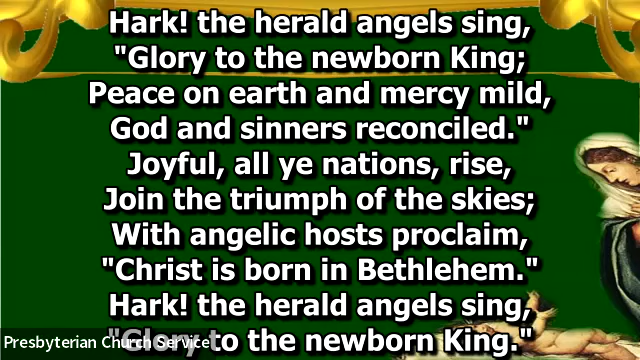 Hark! the herald angels sing,
"Glory to the newborn King;
Peace on earth and mercy mild,
God and sinners reconciled."
Joyful, all ye nations, rise,
Join the triumph of the skies;
With angelic hosts proclaim,
"Christ is born in Bethlehem."
Hark! the herald angels sing,
"Glory to the newborn King."
Presbyterian Church Service